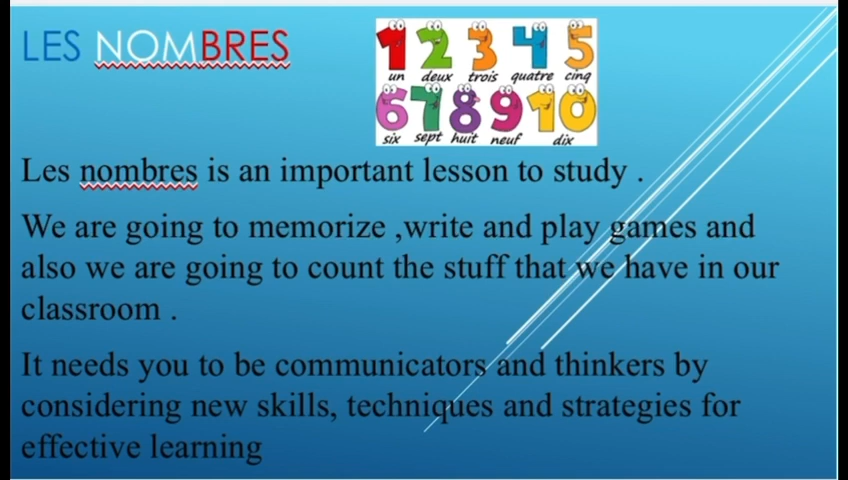 LES NOMBRES
1 2 3 4 5
un deux trois quatre cinq
6 7 8 9 10
six sept huit neuf dix
Les nombres is an important lesson to study .
We are going to memorize ,write and play games and
also we are going to count the stuff that we have in our
classroom .
It needs you to be communicators and thinkers by
considering new skills, techniques and strategies for
effective learning